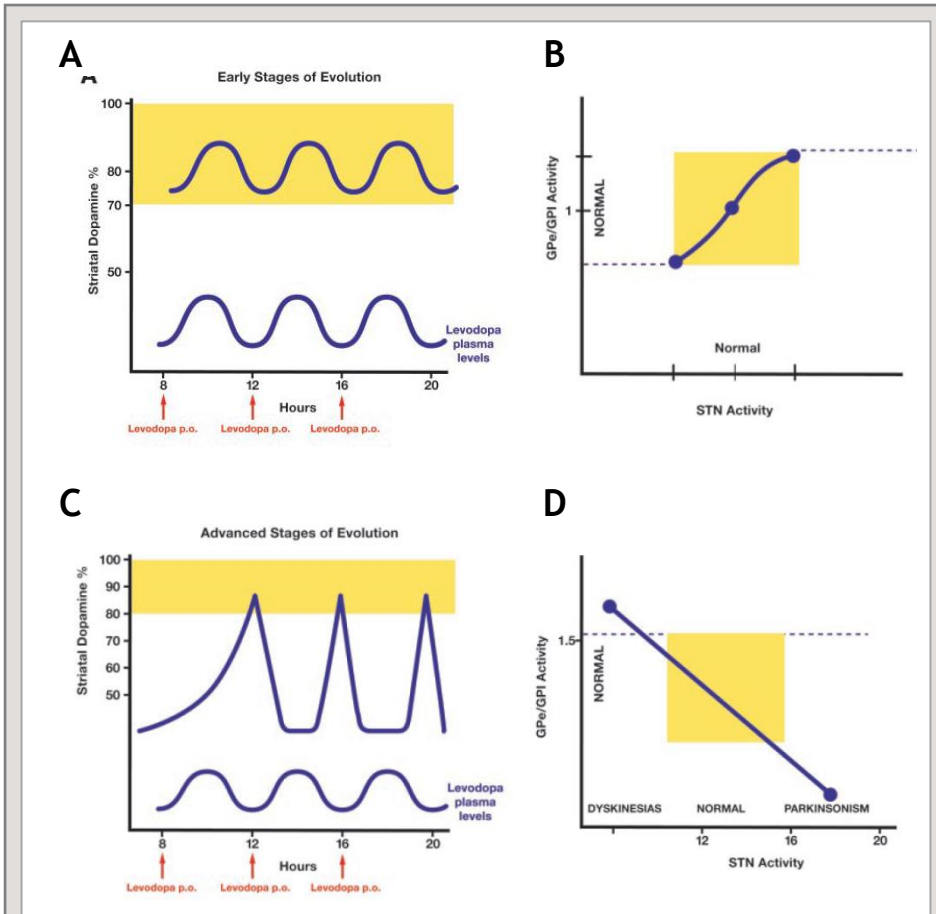 A
A
Early Stages of Evolution
100
80
70
50
Striatal Dopamine %
Levodopa
plasma
levels
8
12
16
20
Hours
Levodopa p.o.
Levodopa p.o.
Levodopa p.o.
B
GPe/GPI Activity
NORMAL
1
Normal
STN Activity
C
Advanced Stages of Evolution
100
90
80
70
60
50
Striatal Dopamine %
Levodopa
plasma
levels
8
12
16
20
Hours
Levodopa p.o.
Levodopa p.o.
Levodopa p.o.
D
GPe/GPI Activity
1.5
NORMAL
DYSKINESIAS NORMAL PARKINSONISM
12
16
20
STN Activity